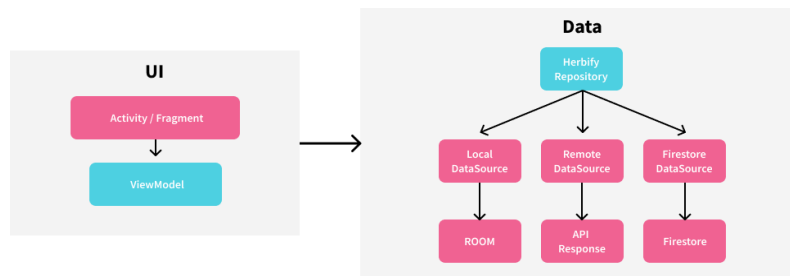 UI
Activity / Fragment
ViewModel
Data
Herbify
Repository
Local
DataSource
Remote
DataSource
Firestore
DataSource
ROOM
API
Response
Firestore